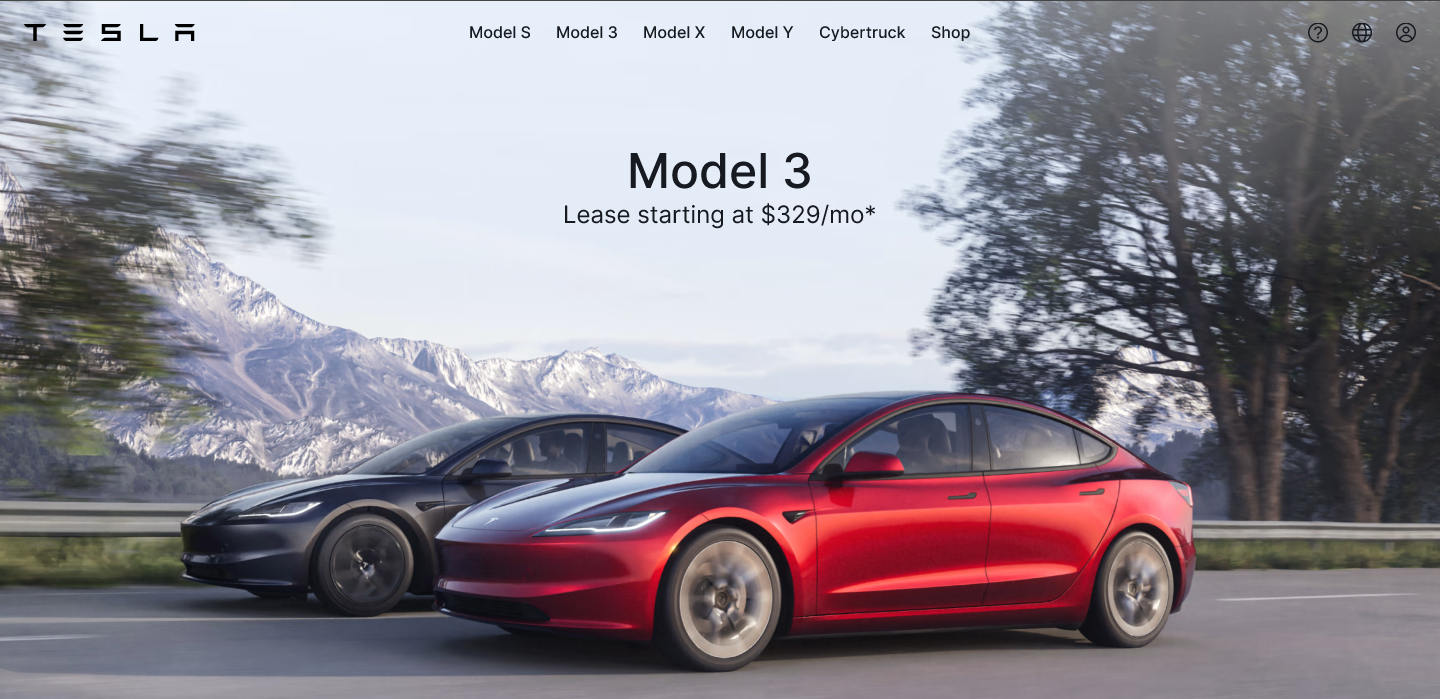 TESLA
Model S Model 3 Model X Model Y Cybertruck Shop
Model 3
Lease starting at $329/mo*